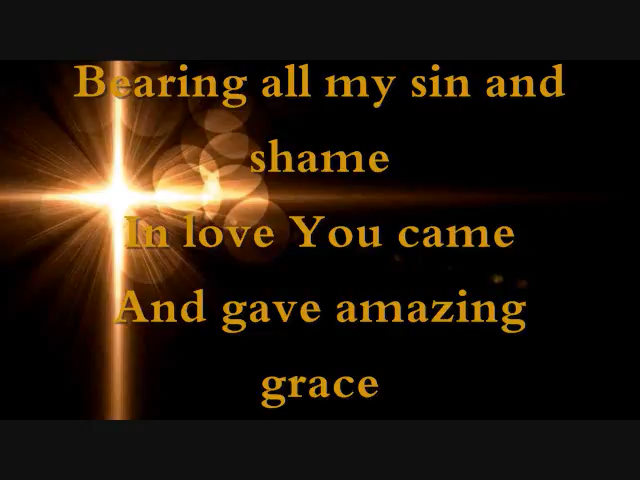 Bearing all my sin and
shame
In love You came
And gave amazing
grace